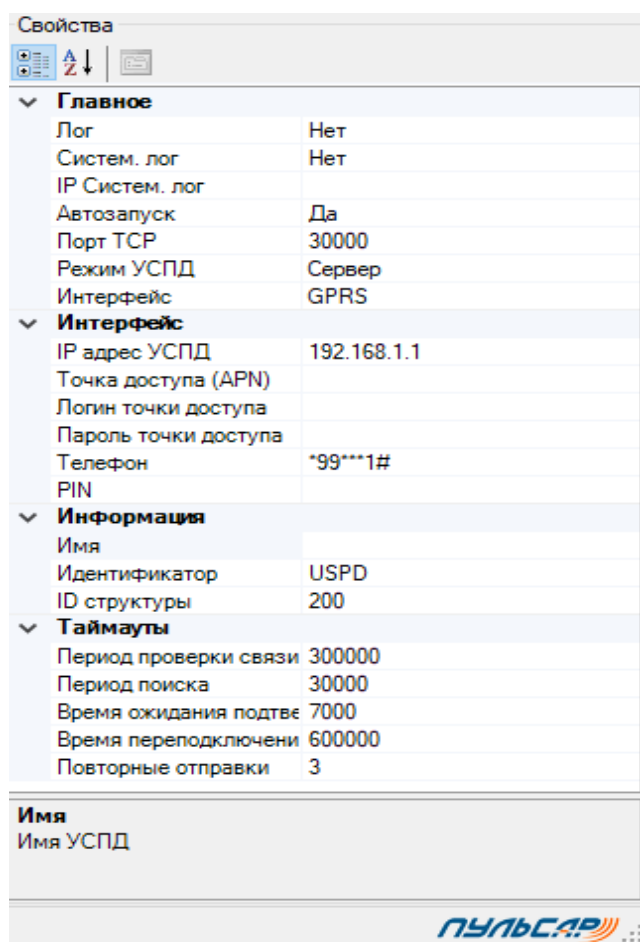 Свойства
Главное
Лог Нет
Систем. лог Нет
IP Систем. лог
Автозапуск Да
Порт TCP 30000
Режим УСПД Сервер
Интерфейс GPRS
Интерфейс
IP адрес УСПД 192.168.1.1
Точка доступа (APN)
Логин точки доступа
Пароль точки доступа
Телефон *99***1#
PIN
Информация
Имя
Идентификатор USPD
ID структуры 200
Таймауты
Период проверки связи 300000
Период поиска 30000
Время ожидания подтве 7000
Время переподключени 600000
Повторные отправки 3
Имя
Имя УСПД
ПУЛЬСАР